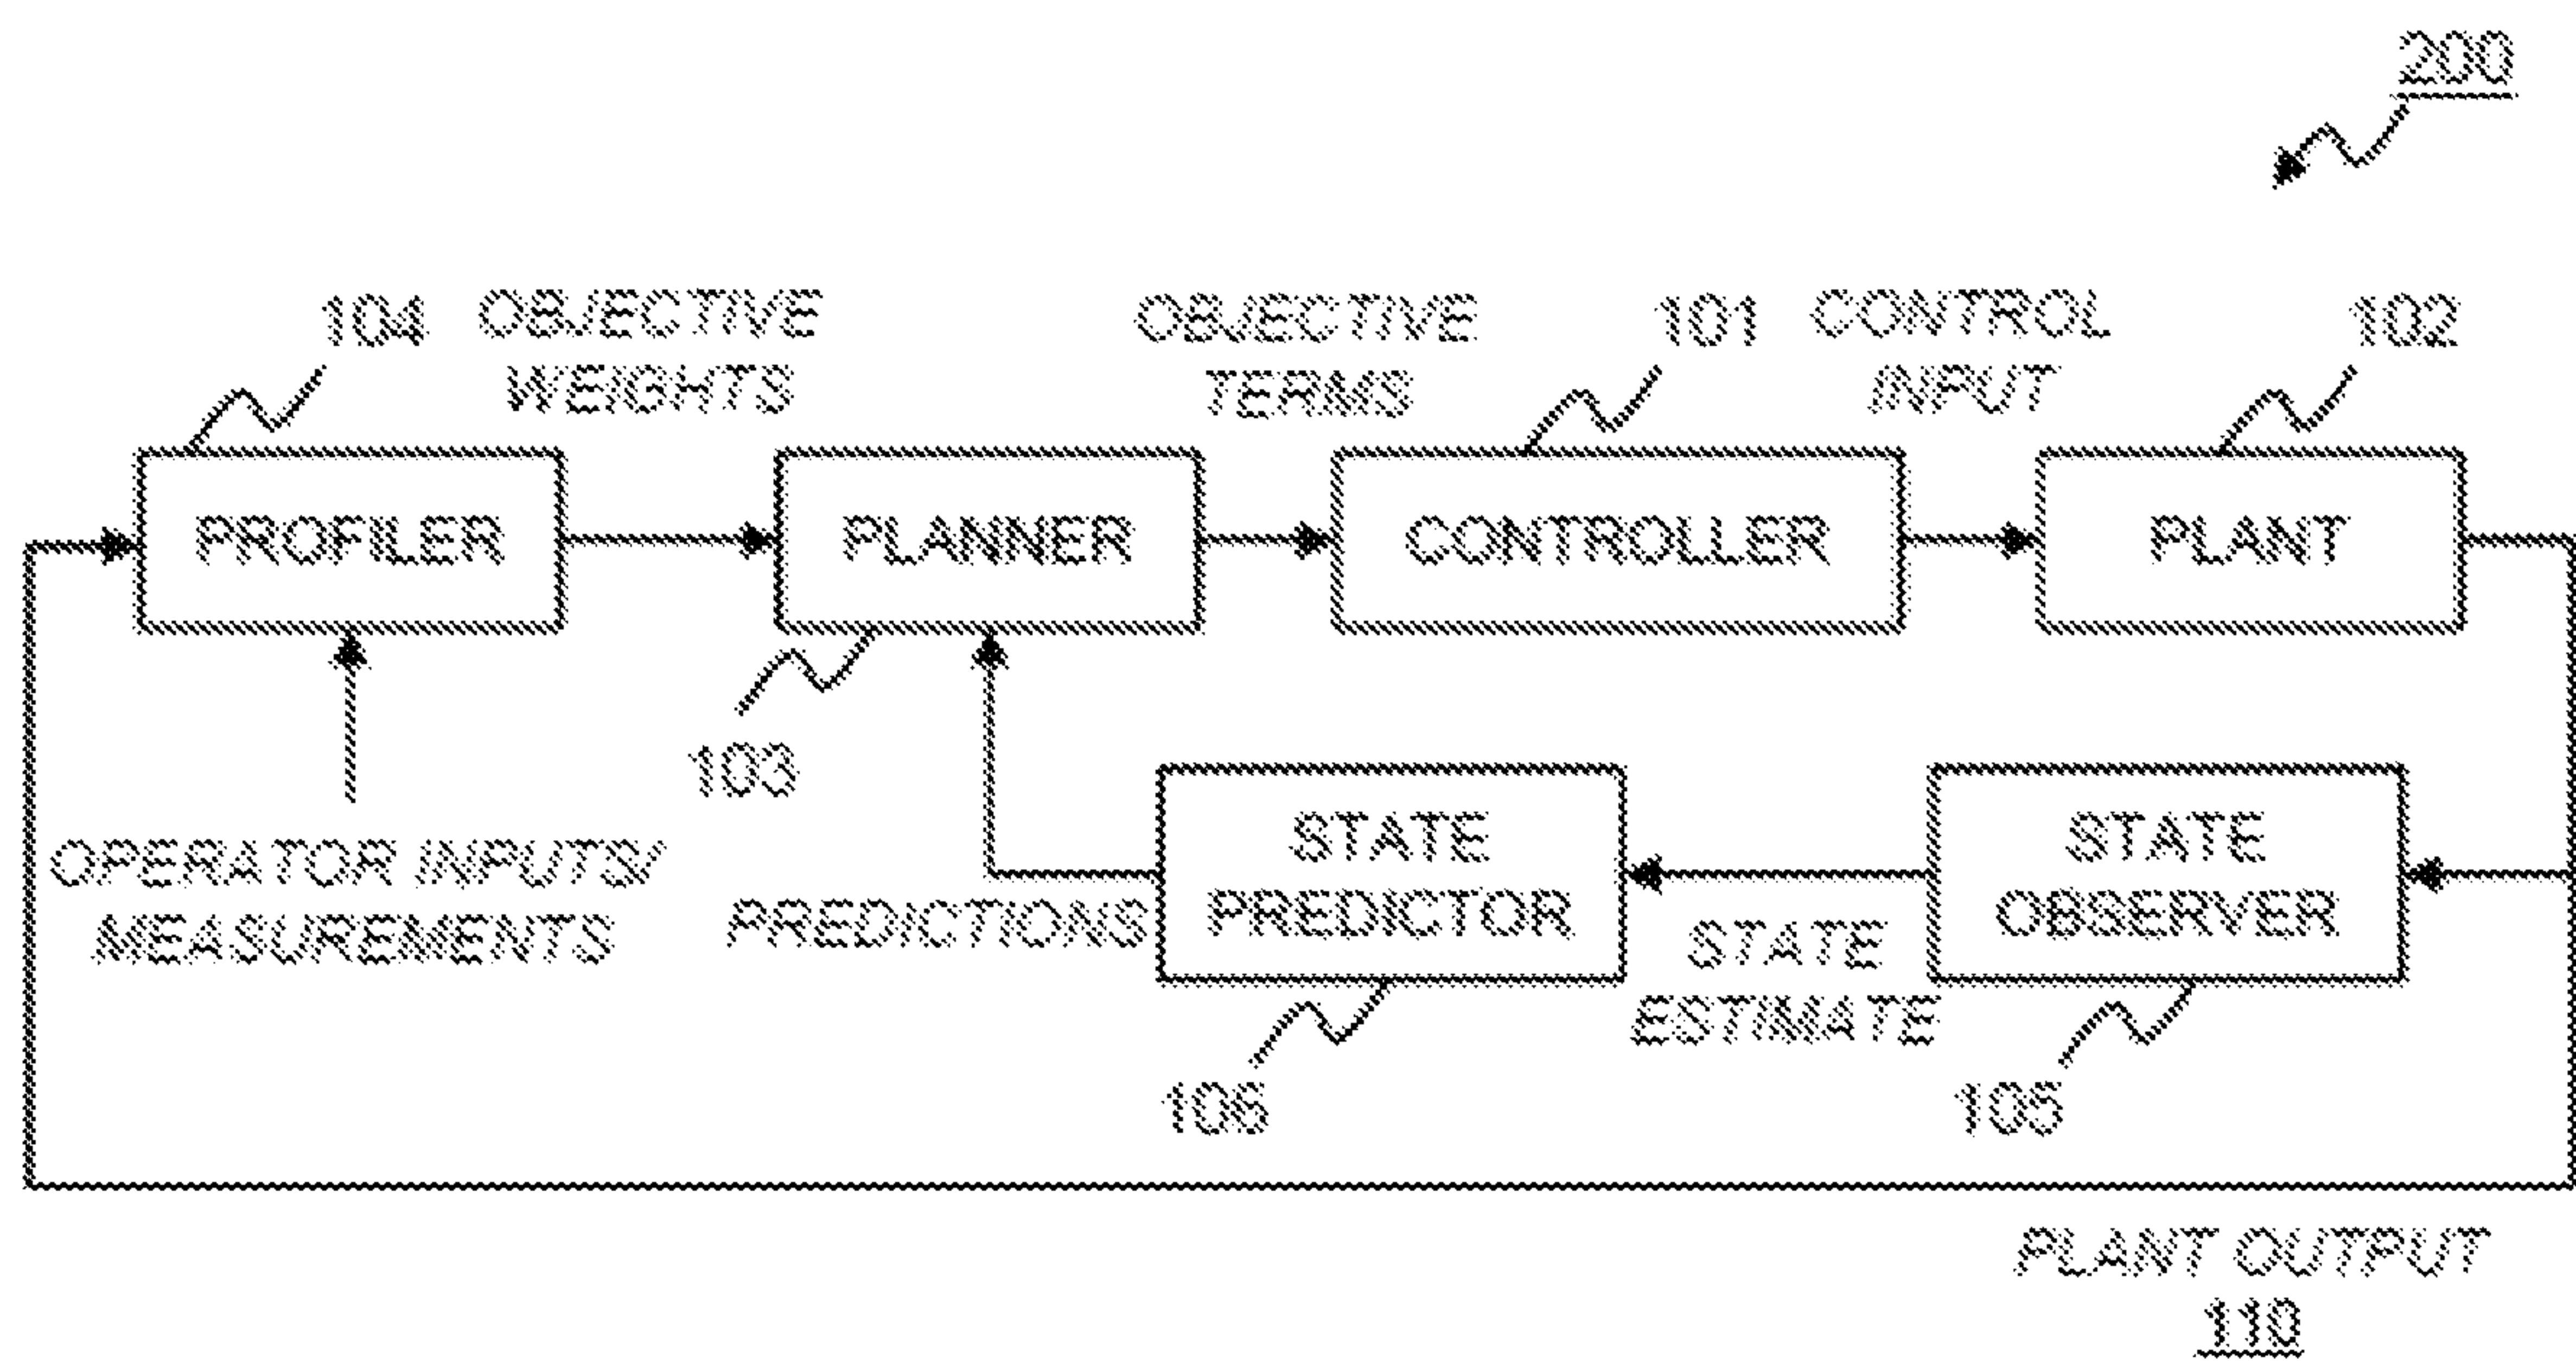 200
104
OBJECTIVE
WEIGHTS
OBJECTIVE
TERMS
101
CONTROL
INPUT
102
PROFILER
PLANNER
CONTROLLER
PLANT
103
OPERATOR INPUTS/
MEASUREMENTS
PREDICTIONS
STATE
PREDICTOR
STATE
ESTIMATE
STATE
OBSERVER
106
105
PLANT OUTPUT
110